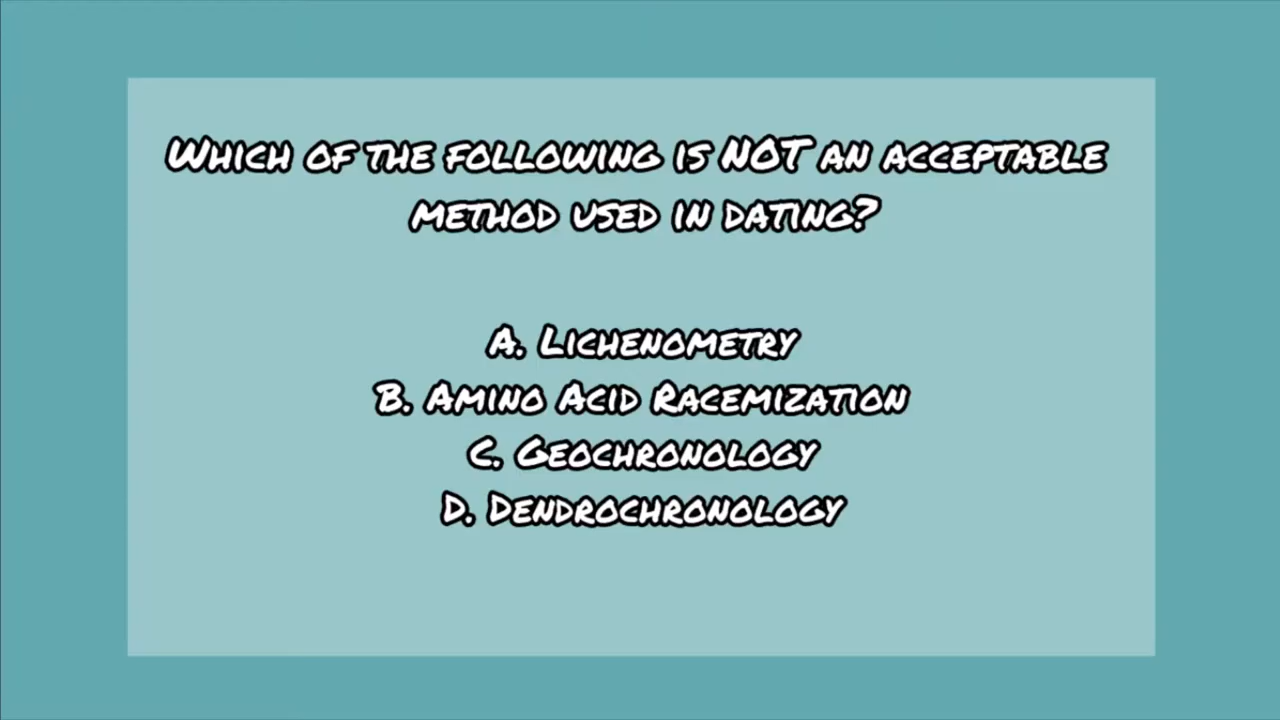 Which of the following is NOT an acceptable
method used in dating?
A. Lichenometry
B. Amino Acid Racemization
C. Geochronology
D. Dendrochronology